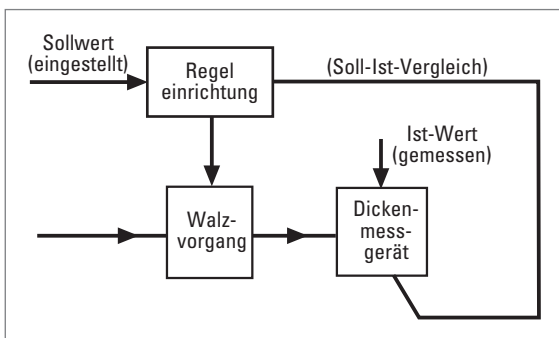 Sollwert
(eingestellt)
Regel
einrichtung
(Soll-Ist-Vergleich)
Ist-Wert
(gemessen)
Walz-
vorgang
Dicken-
mess-
gerät